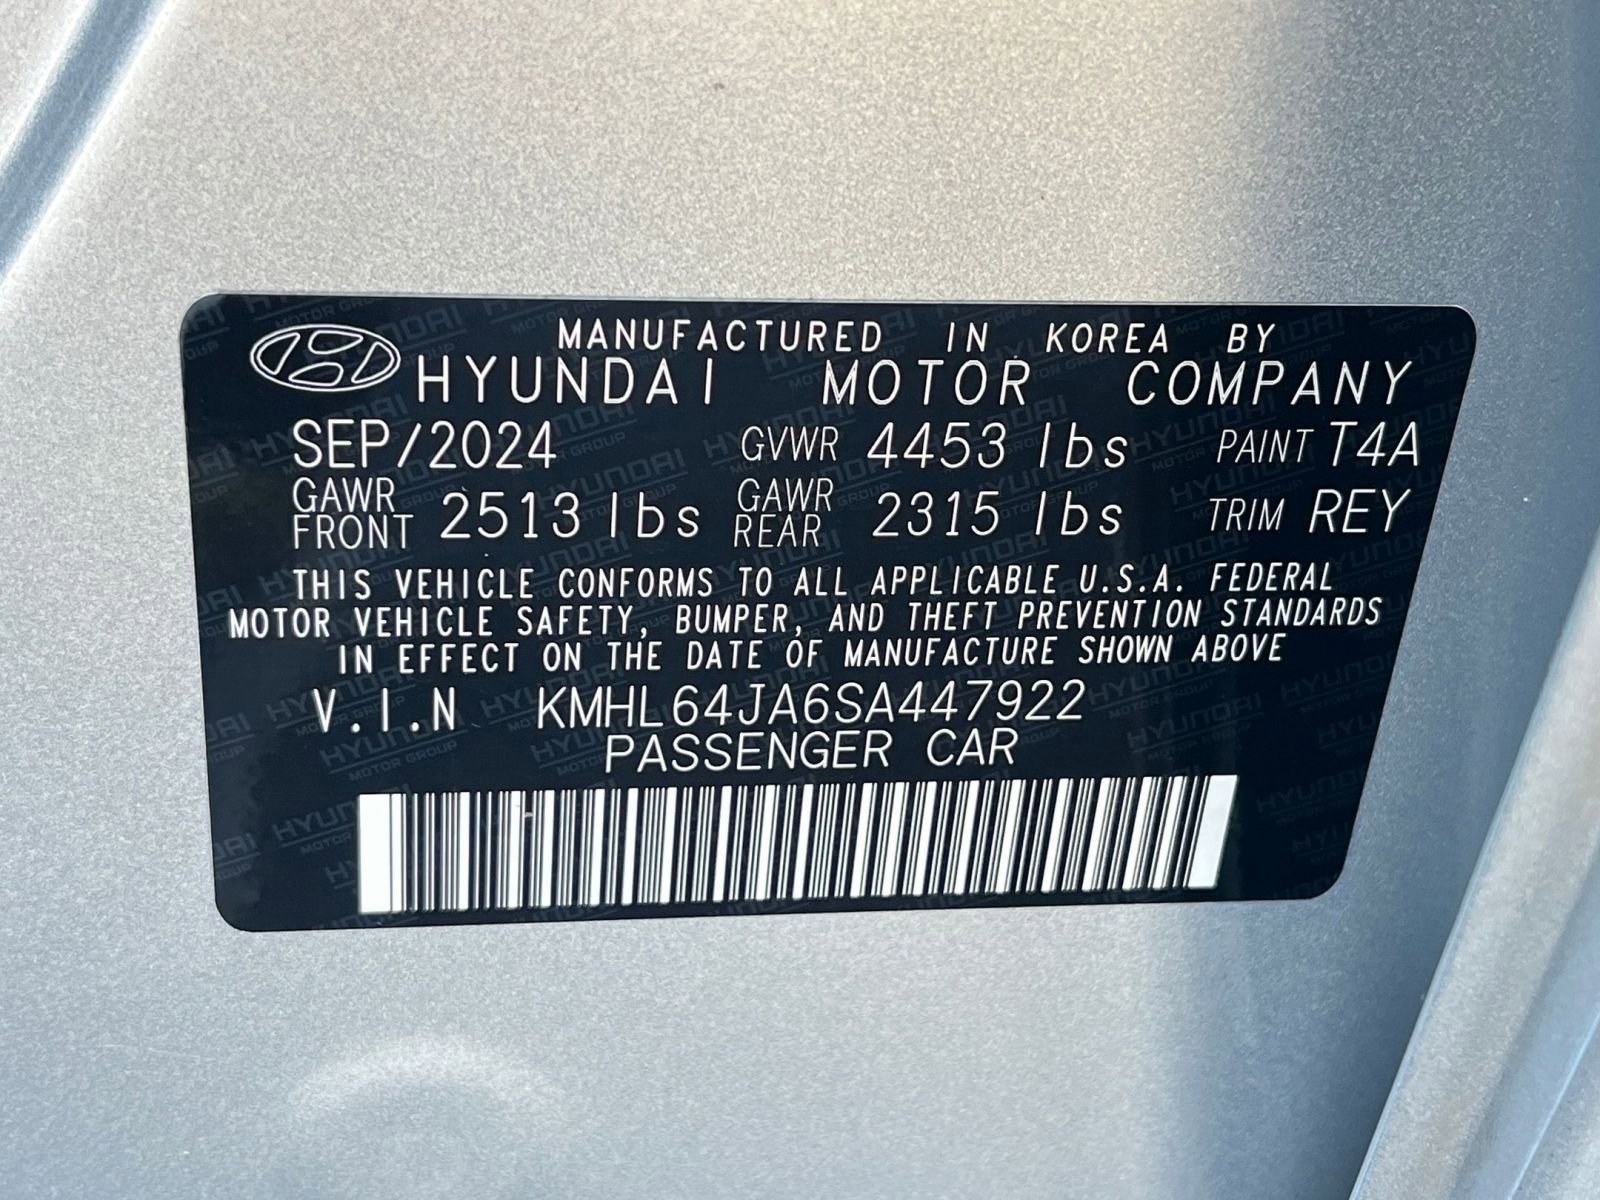 MANUFACTURED IN KOREA BY
HYUNDAI MOTOR COMPANY
SEP/2024 GVWR 4453 lbs PAINT T4A
GAWR FRONT 2513 lbs GAWR REAR 2315 lbs TRIM REY
THIS VEHICLE CONFORMS TO ALL APPLICABLE U.S.A. FEDERAL
MOTOR VEHICLE SAFETY, BUMPER, AND THEFT PREVENTION STANDARDS
IN EFFECT ON THE DATE OF MANUFACTURE SHOWN ABOVE
V.I.N KMHL64JA6SA447922
PASSENGER CAR